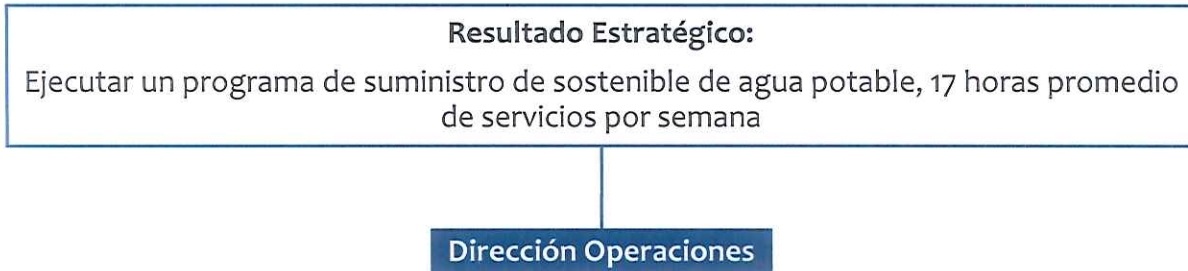 Resultado Estratégico:
Ejecutar un programa de suministro de sostenible de agua potable, 17 horas promedio
de servicios por semana
Dirección Operaciones